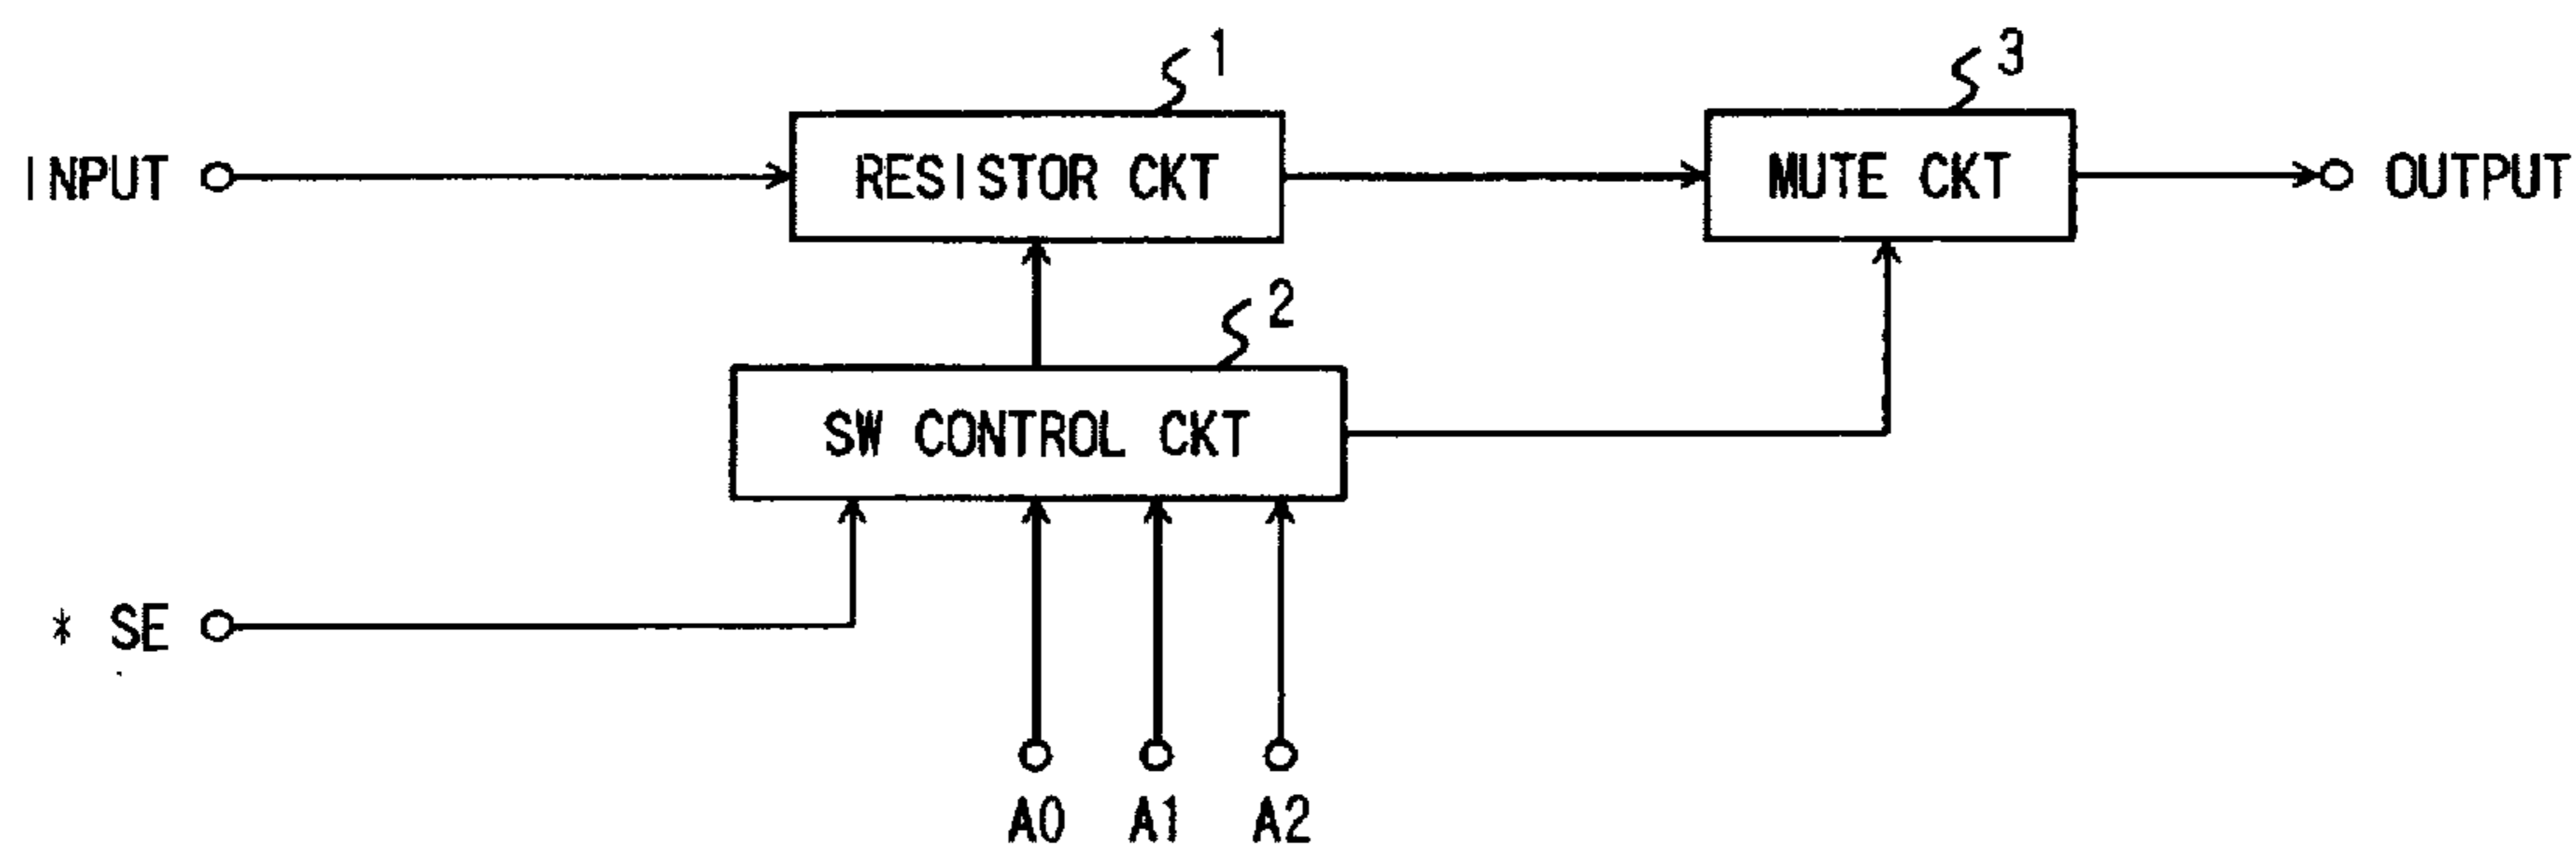 1
3
INPUT
RESISTOR CKT
MUTE CKT
OUTPUT
2
SW CONTROL CKT
* SE
A0
A1
A2